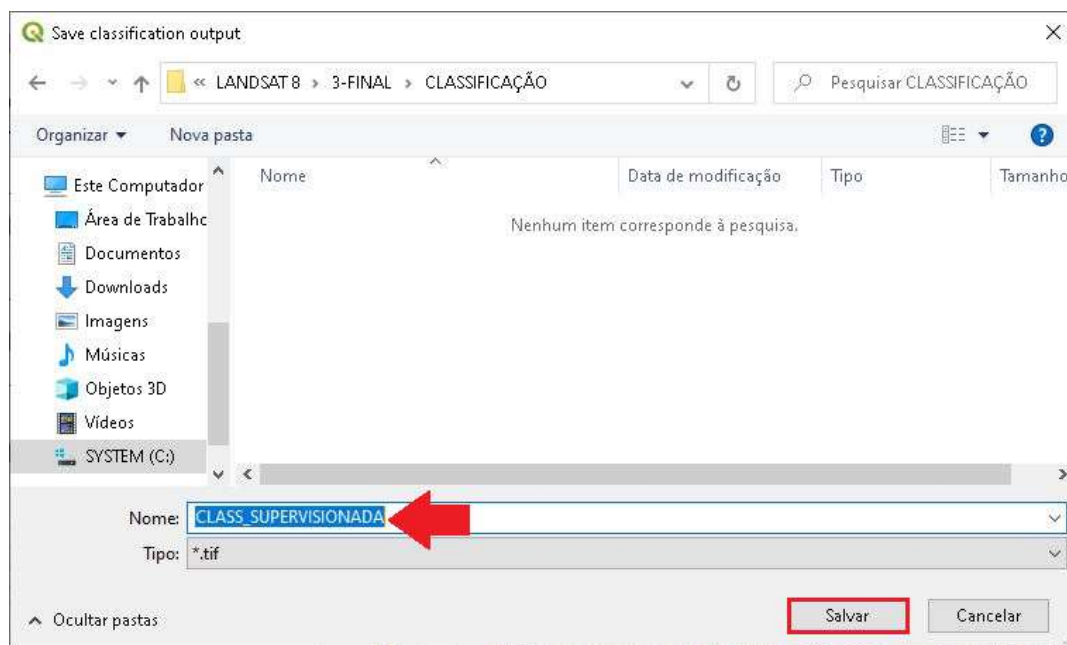 Save classification output
« LANDSAT 8 › 3-FINAL › CLASSIFICAÇÃO
Pesquisar CLASSIFICAÇÃO
Organizar Nova pasta
Nome Data de modificação Tipo Tamanho
Nenhum item corresponde à pesquisa.
Este Computador
Área de Trabalho
Documentos
Downloads
Imagens
Músicas
Objetos 3D
Vídeos
SYSTEM (C:)
Nome: CLASS_SUPERVISIONADA
Tipo: *.tif
Ocultar pastas
Salvar Cancelar